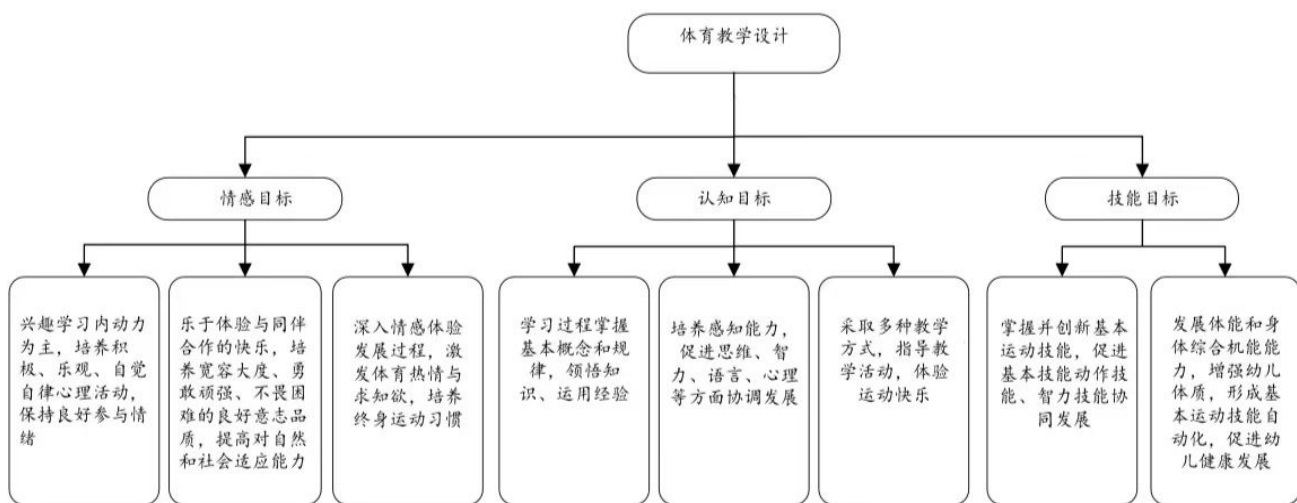 体育教学设计
情感目标
认知目标
技能目标
兴趣学习内动力
为主，培养积
极、乐观、自觉
自律心理活动，
保持良好参与情
绪
乐于体验与同伴
合作的快乐，培
养宽容大度、勇
敢顽强、不畏困
难的良好意志品
质，提高对自然
和社会适应能力
深入情感体验
发展过程，激
发体育热情与
求知欲，培养
终身运动习惯
学习过程掌握
基本概念和规
律，领悟知
识、运用经验
培养感知能力，
促进思维、智
力、语言、心理
等方面协调发展
采取多种教学
方式，指导教
学活动，体验
运动快乐
掌握并创新基本
运动技能，促进
基本技能动作技
能、智力技能协
同发展
发展体能和身
体综合机能能
力，增强幼儿
体质，形成基
本运动技能自
动化，促进幼
儿健康发展